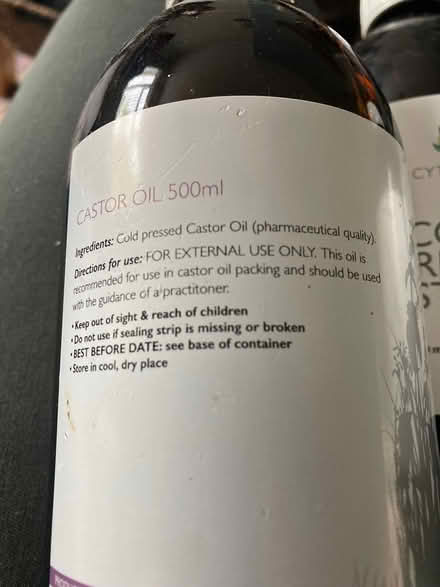 CASTOR OIL 500ml
Ingredients: Cold pressed Castor Oil (pharmaceutical quality).
Directions for use: FOR EXTERNAL USE ONLY. This oil is
recommended for use in castor oil packing and should be used
with the guidance of a practitoner.
• Keep out of sight & reach of children
• Do not use if sealing strip is missing or broken
• BEST BEFORE DATE: see base of container
• Store in cool, dry place